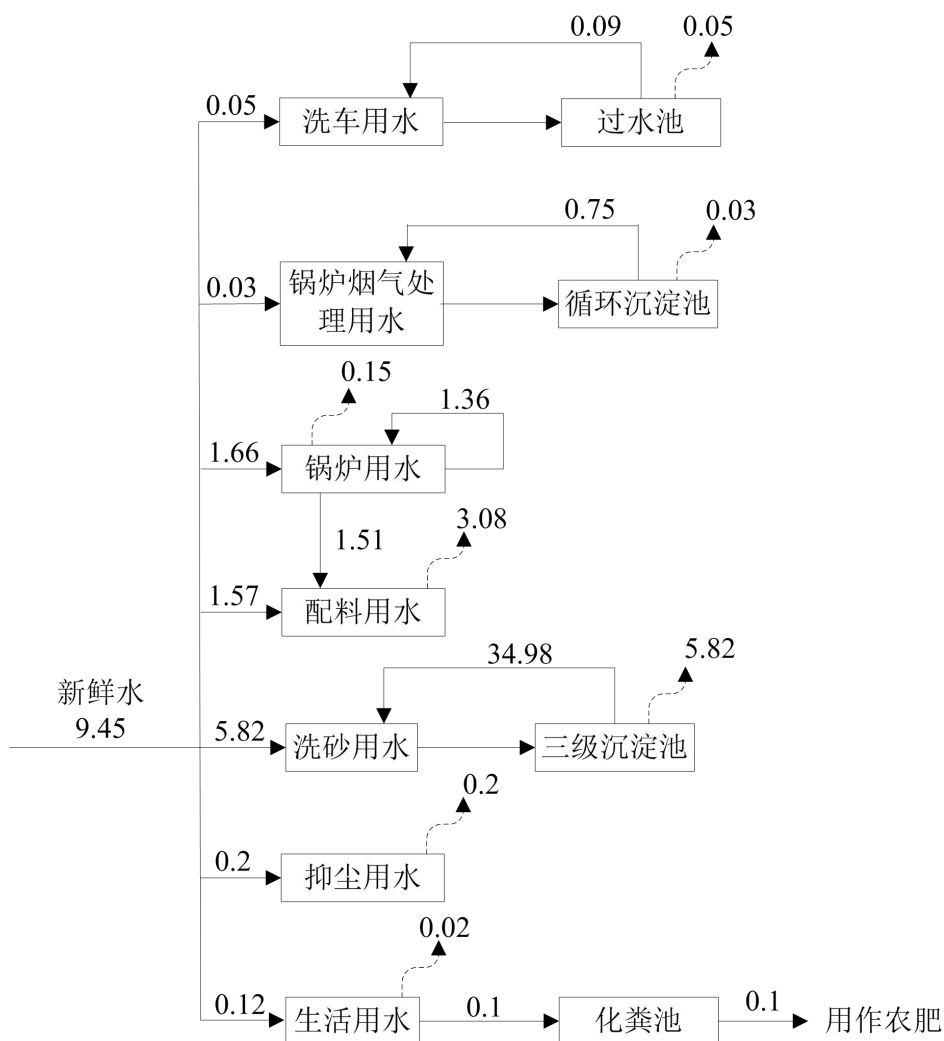 0.09
0.05
0.05
洗车用水
过水池
0.75
0.03
0.03
锅炉烟气处
理用水
循环沉淀池
0.15
1.36
1.66
锅炉用水
1.51
3.08
1.57
配料用水
34.98
5.82
新鲜水
9.45
5.82
洗砂用水
三级沉淀池
0.2
0.2
抑尘用水
0.02
0.12
生活用水
0.1
化粪池
0.1
用作农肥